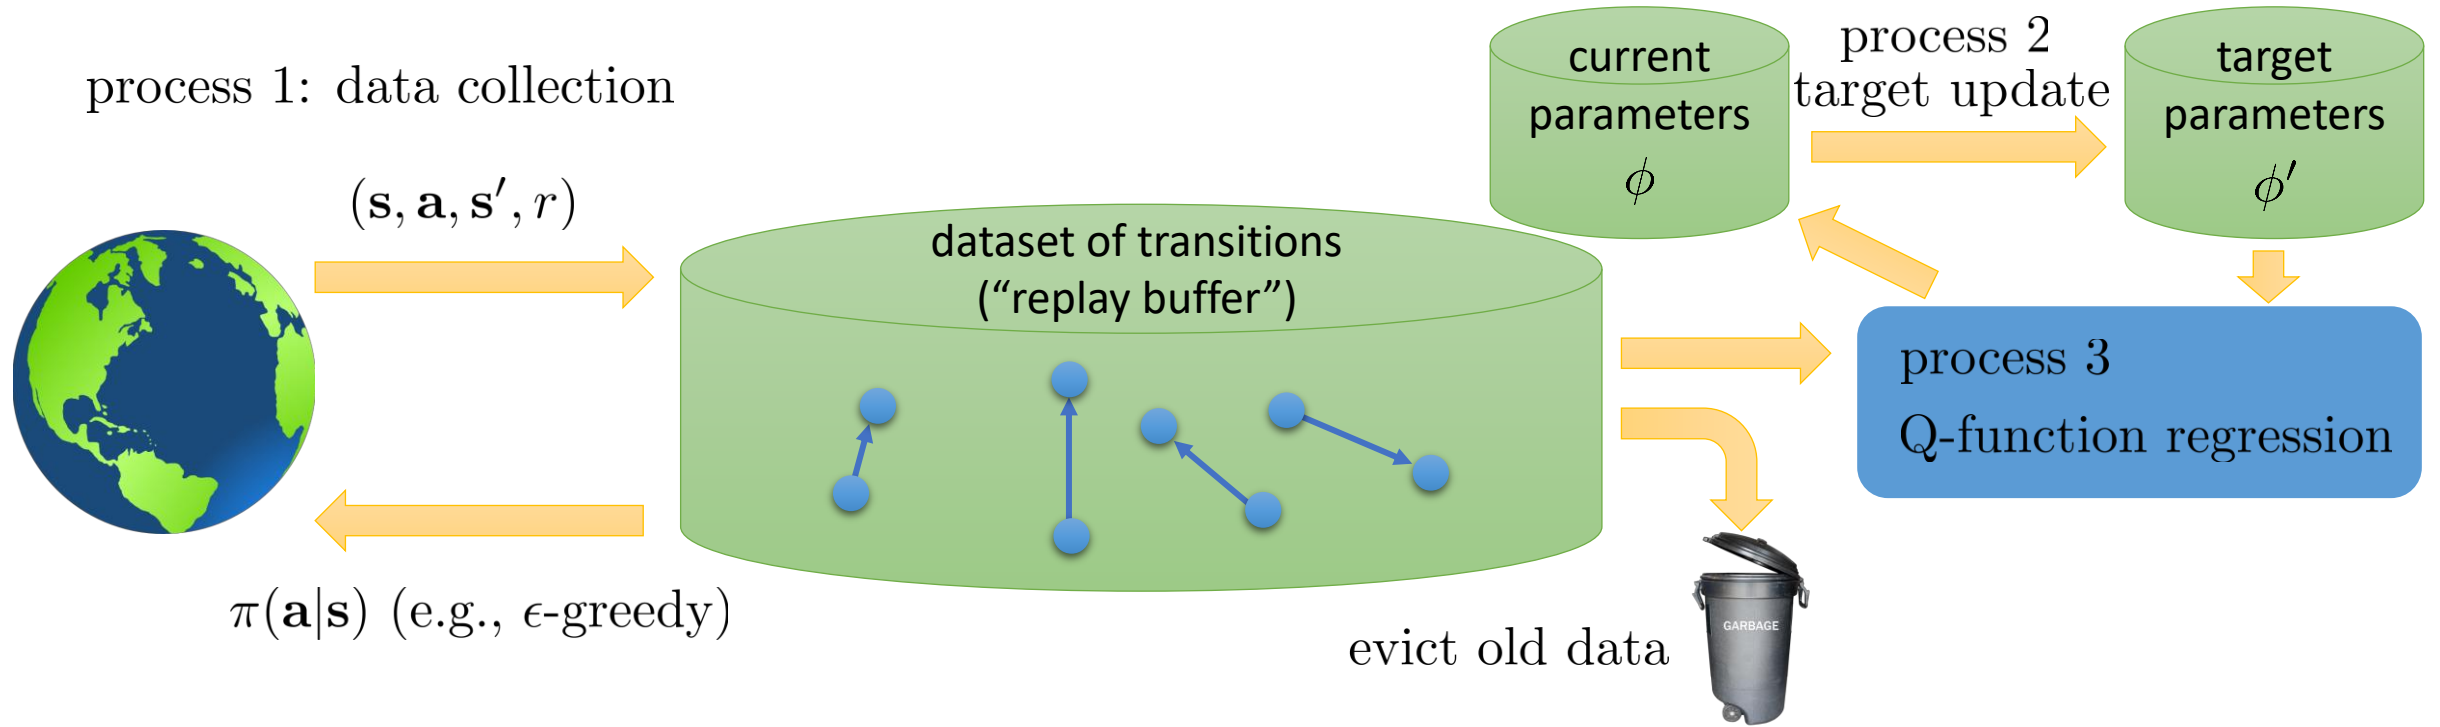 process 1: data collection
(s, a, s′, r)
π(a|s) (e.g., ϵ-greedy)
dataset of transitions
(“replay buffer”)
current
parameters
ϕ
process 2
target update
target
parameters
ϕ′
process 3
Q-function regression
evict old data
GARBAGE